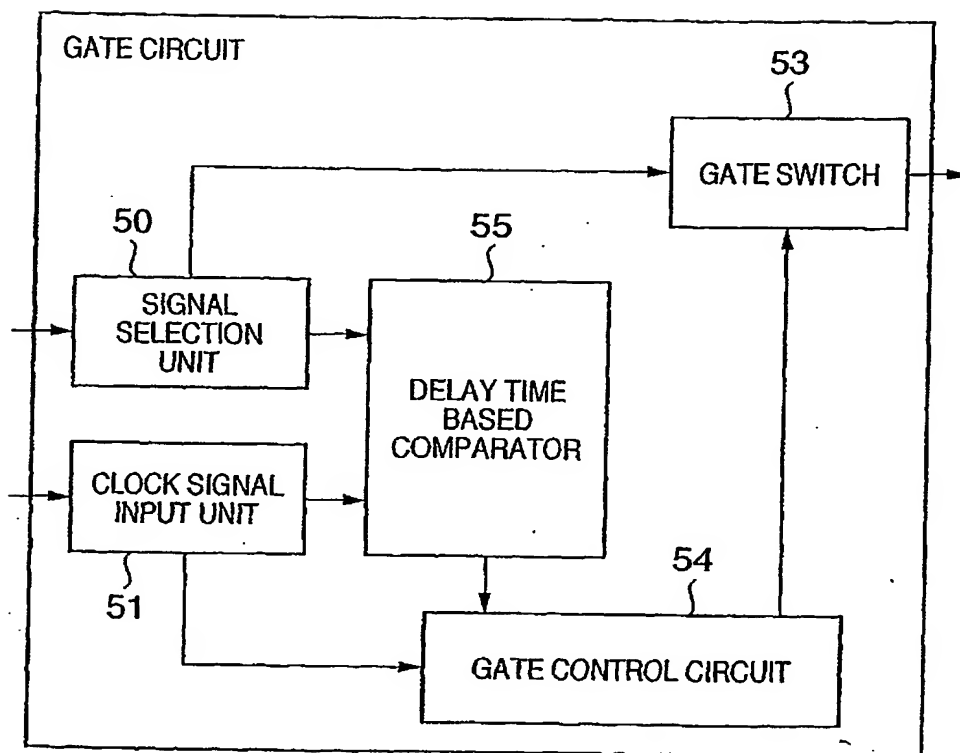 GATE CIRCUIT
53
GATE SWITCH
50
55
SIGNAL
SELECTION
UNIT
DELAY TIME
BASED
COMPARATOR
CLOCK SIGNAL
INPUT UNIT
51
54
GATE CONTROL CIRCUIT